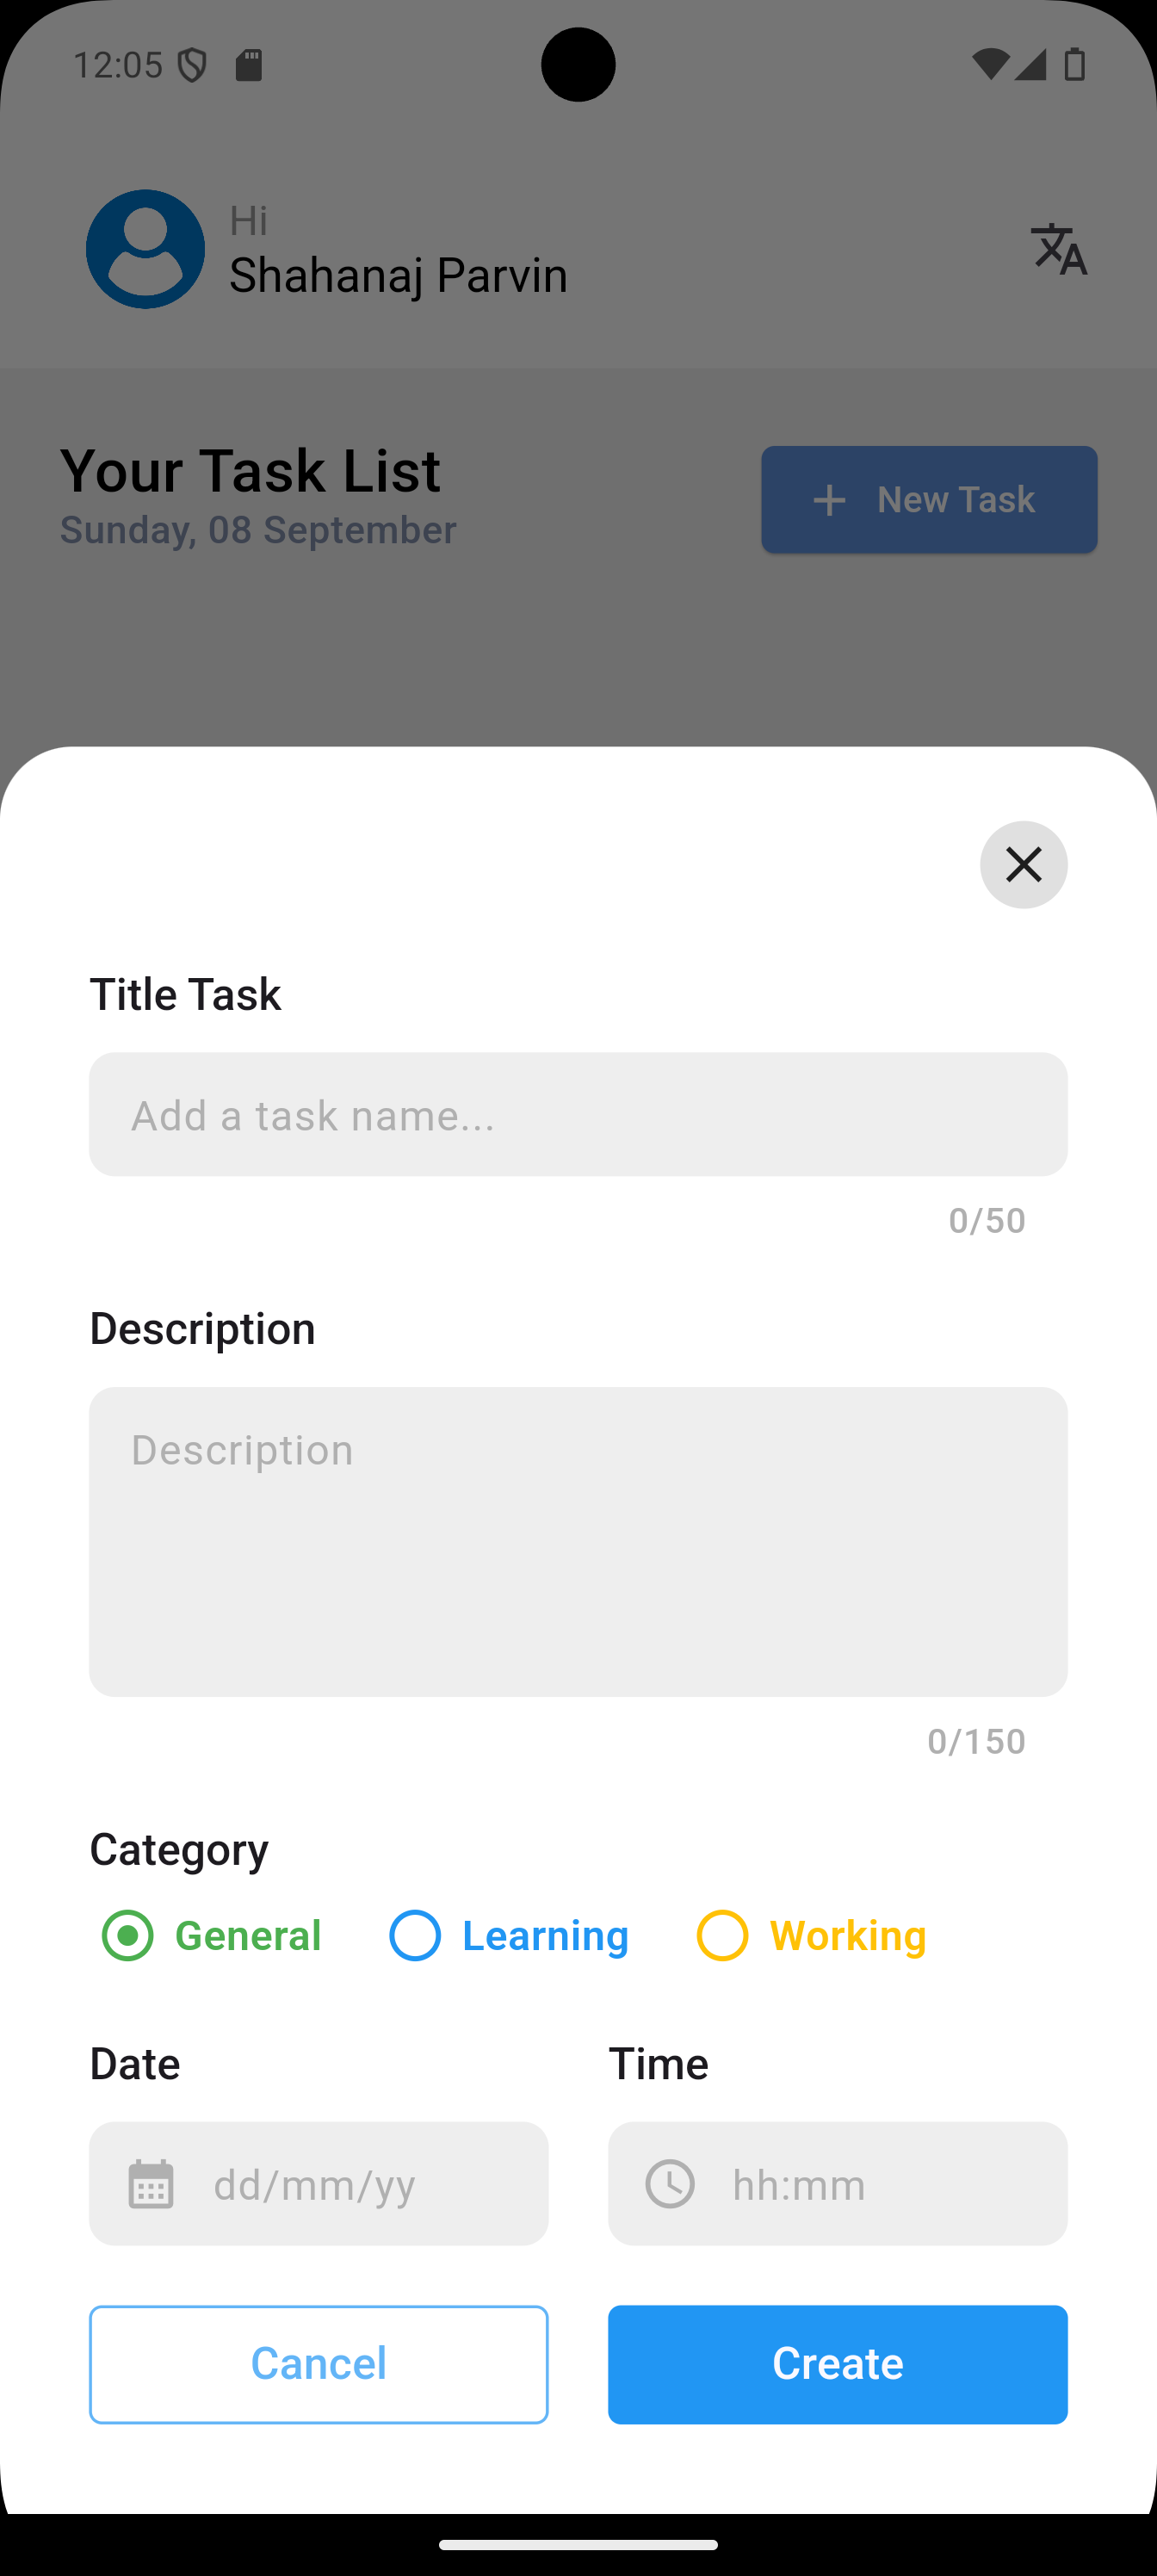 12:05
Hi
Shahanaj Parvin
Your Task List
Sunday, 08 September
+ New Task
Title Task
Add a task name...
0/50
Description
Description
0/150
Category
General Learning Working
Date Time
dd/mm/yy hh:mm
Cancel Create